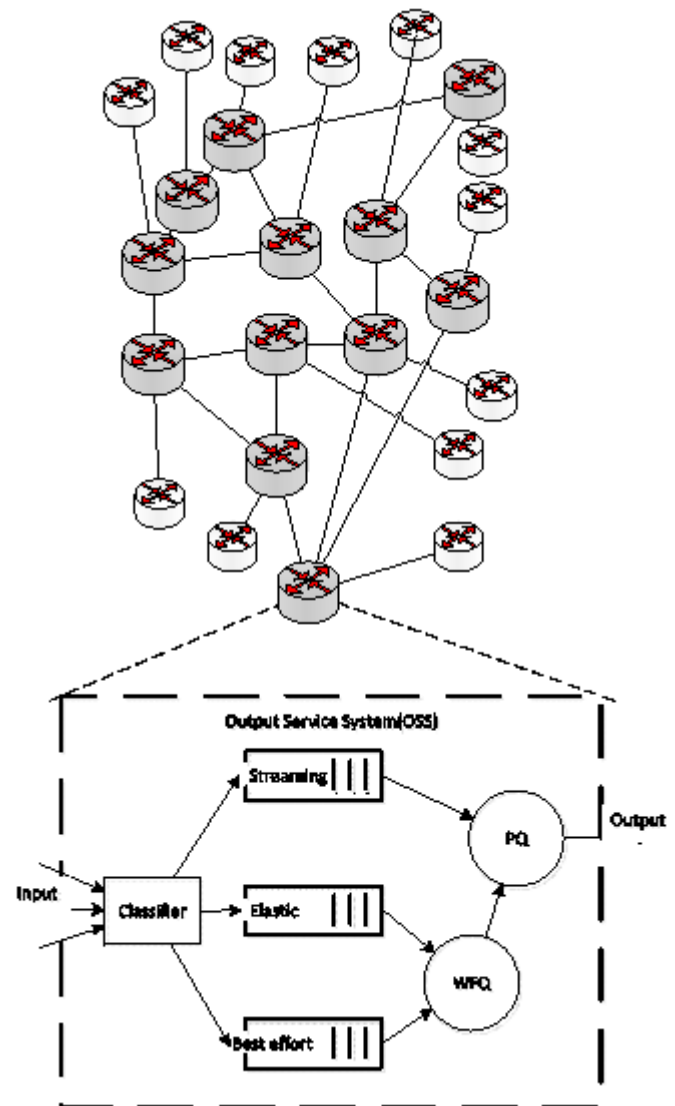 Output Service System(OSS)
Streaming
PQ
Output
Input
Classifier
Elastic
WFQ
Best effort